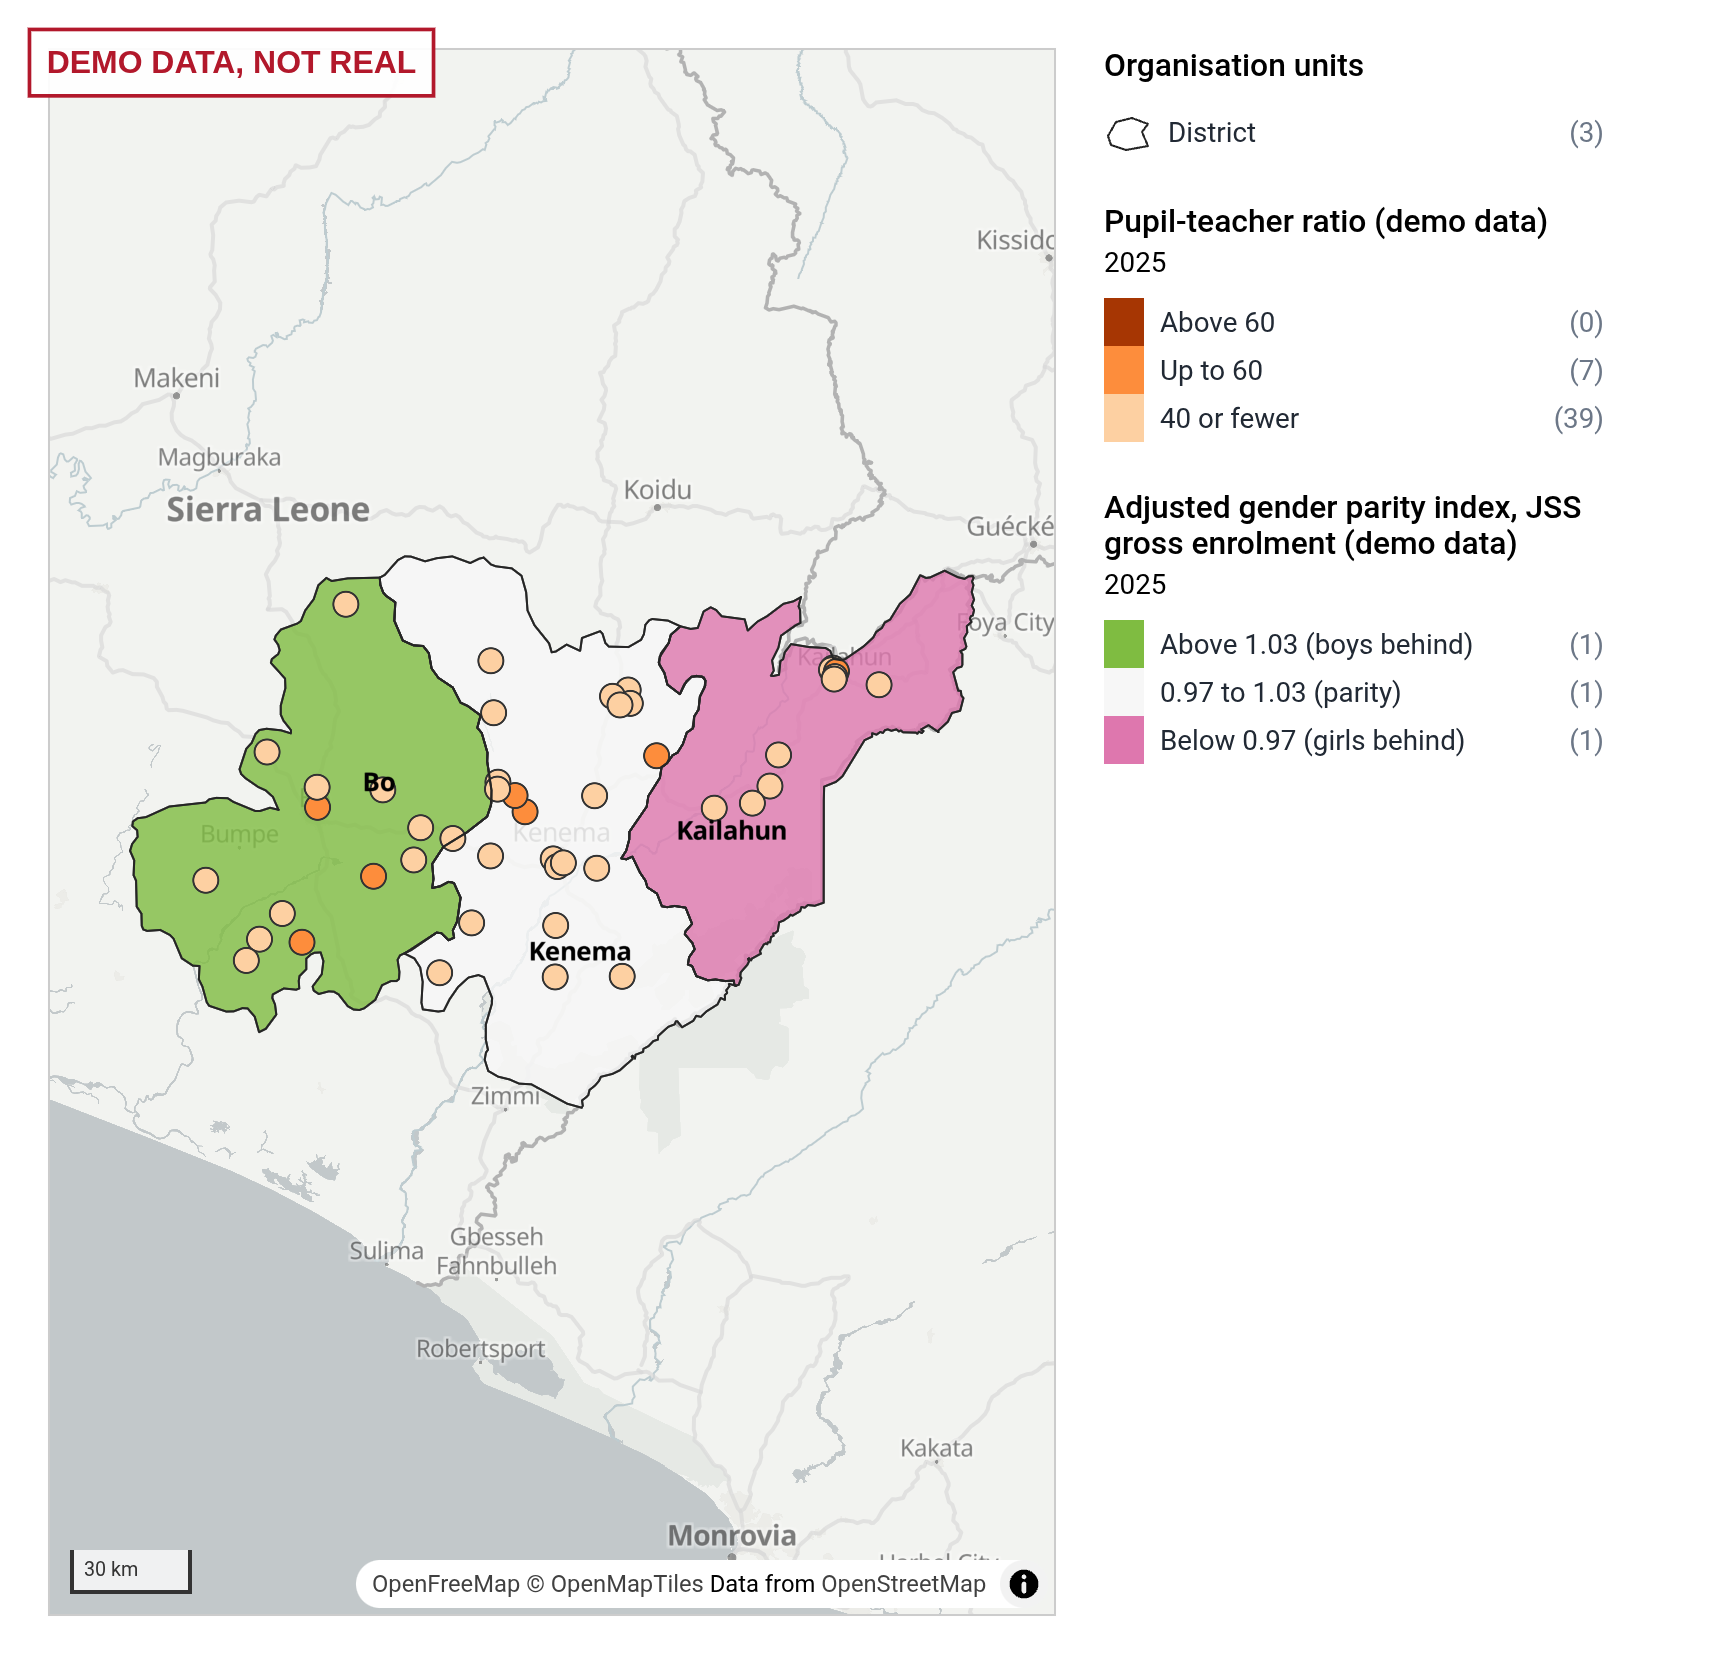 DEMO DATA, NOT REAL
Organisation units
District (3)
Pupil-teacher ratio (demo data)
2025
Above 60 (0)
Up to 60 (7)
40 or fewer (39)
Adjusted gender parity index, JSS
gross enrolment (demo data)
2025
Above 1.03 (boys behind) (1)
0.97 to 1.03 (parity) (1)
Below 0.97 (girls behind) (1)
Kissido
Makeni
Magburaka
Koidu
Sierra Leone
Guécké
Foya City
Kailahun
Bo
Bumpe
Kenema
Kailahun
Kenema
Zimmi
Sulima
Gbesseh
Fahnbulleh
Robertsport
Kakata
Monrovia
30 km
OpenFreeMap © OpenMapTiles Data from OpenStreetMap